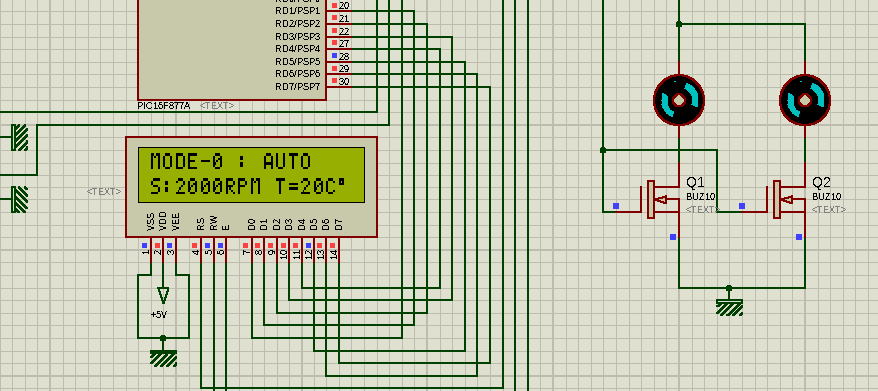 RD1/PSP1 20
RD2/PSP2 21
RD3/PSP3 22
RD4/PSP4 27
RD5/PSP5 28
RD6/PSP6 29
RD7/PSP7 30
PIC16F877A <TEXT>
MODE-0 : AUTO
S:2000RPM T=20C°
<TEXT>
VSS VDD VEE RS RW E D0 D1 D2 D3 D4 D5 D6 D7
1 2 3 4 5 6 7 8 9 10 11 12 13 14
+5V
Q1
BUZ10
<TEXT>
Q2
BUZ10
<TEXT>